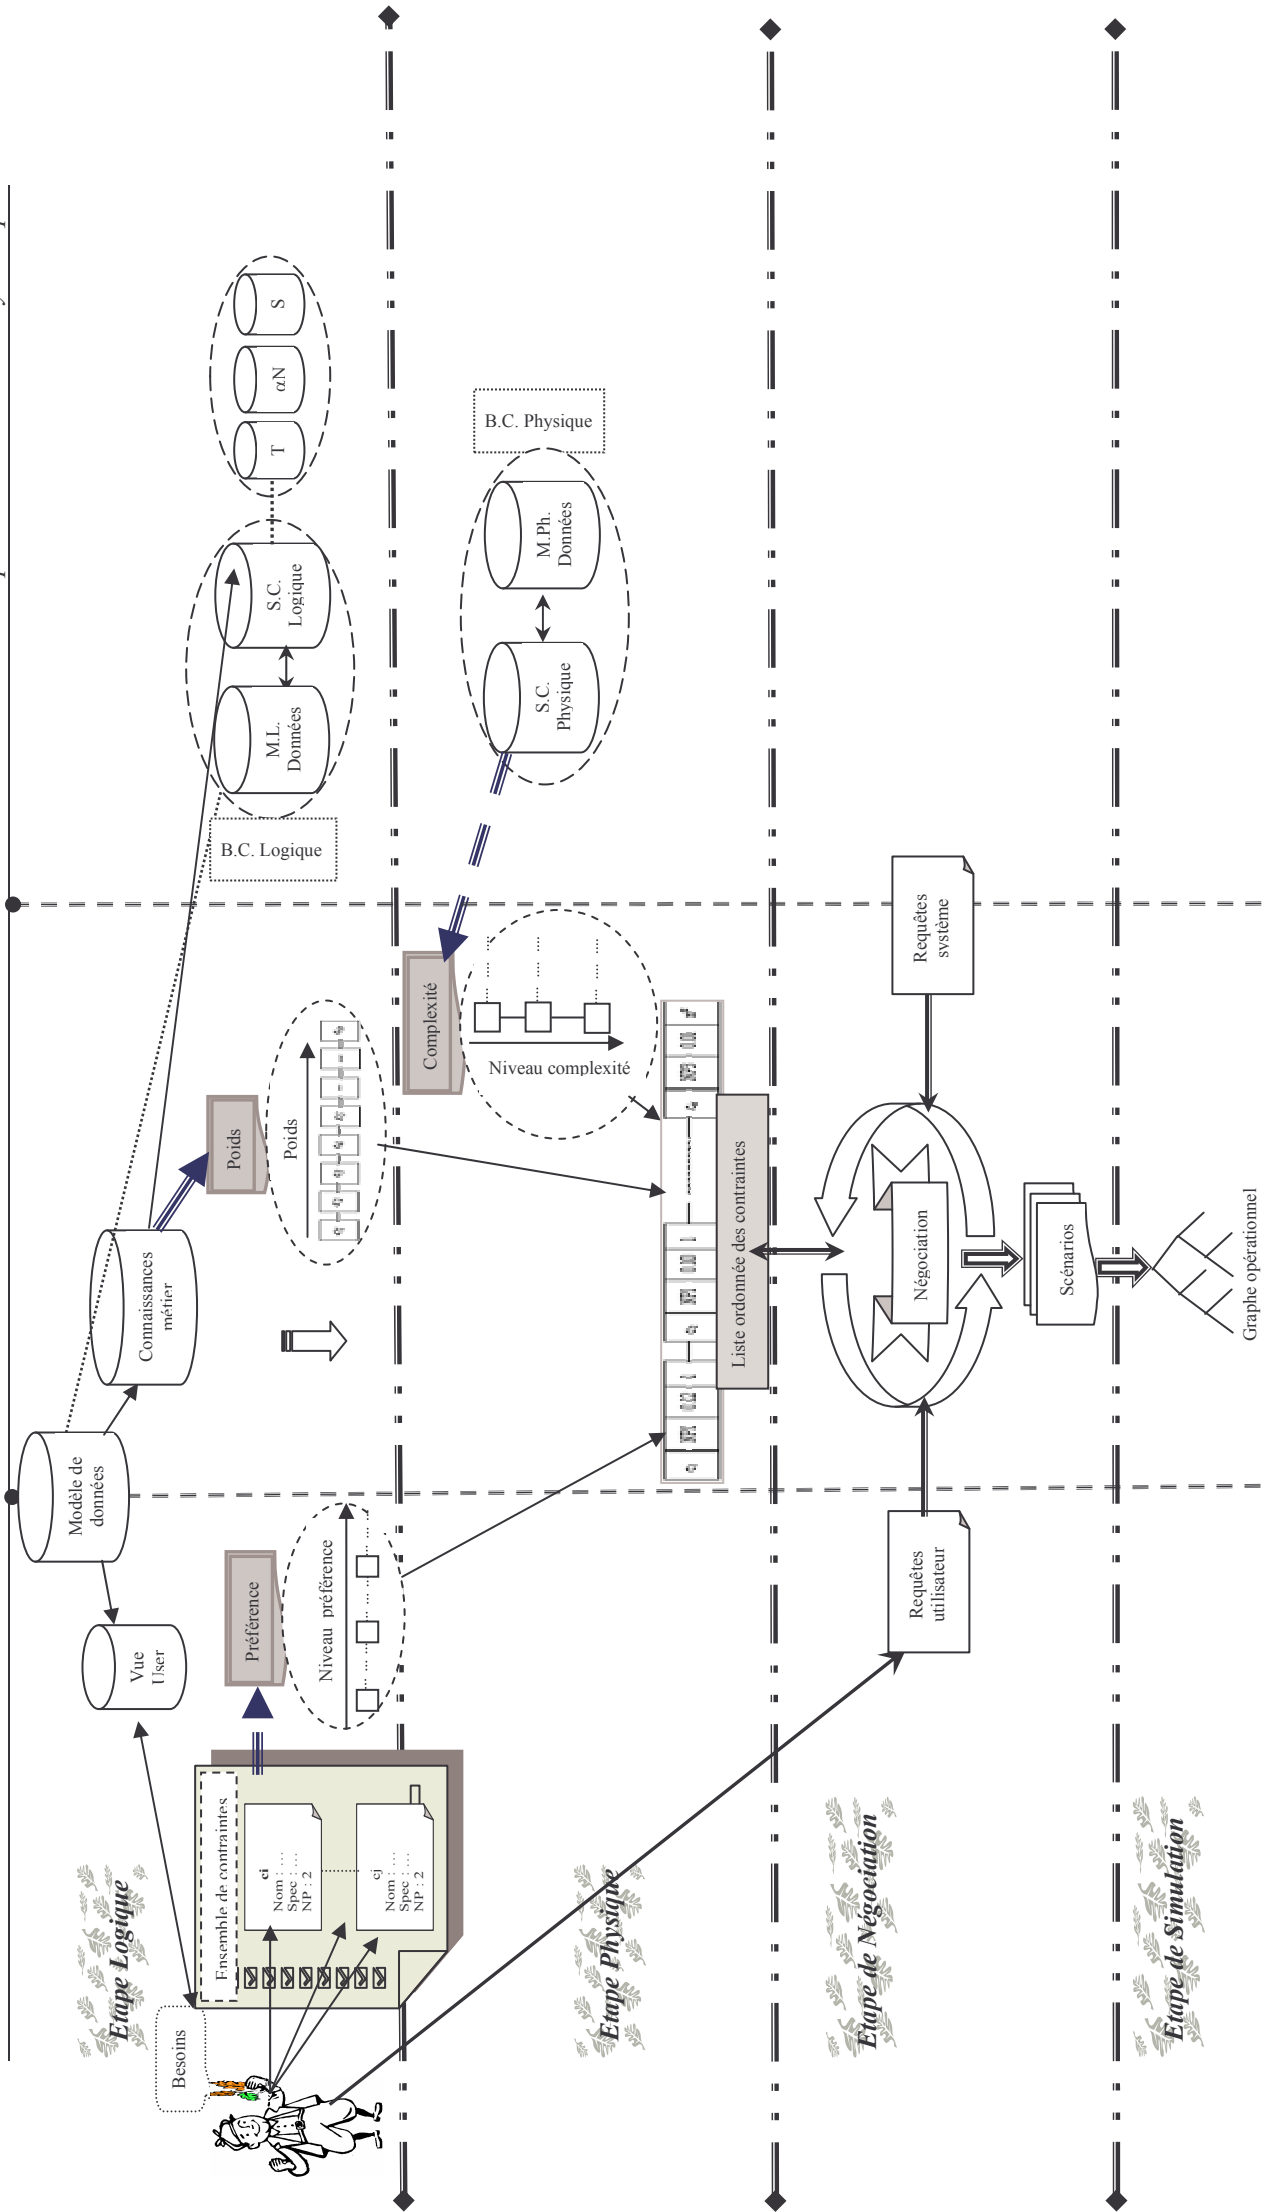 Etape Logique
Besoins
Vue
User
Modèle de
données
Connaissances
métier
Ensemble de contraintes
ci
Nom : ...
Spec : ...
NP : 2
cj
Nom : ...
Spec : ...
NP : 2
Préférence
Niveau préférence
Poids
Poids
B.C. Logique
M.L.
Données
S.C.
Logique
T
αN
S
Etape Physique
Complexité
Niveau complexité
S.C.
Physique
M.Ph.
Données
B.C. Physique
Liste ordonnée des contraintes
Etape de Négociation
Requêtes
utilisateur
Négociation
Requêtes
système
Scénarios
Etape de Simulation
Graphe opérationnel